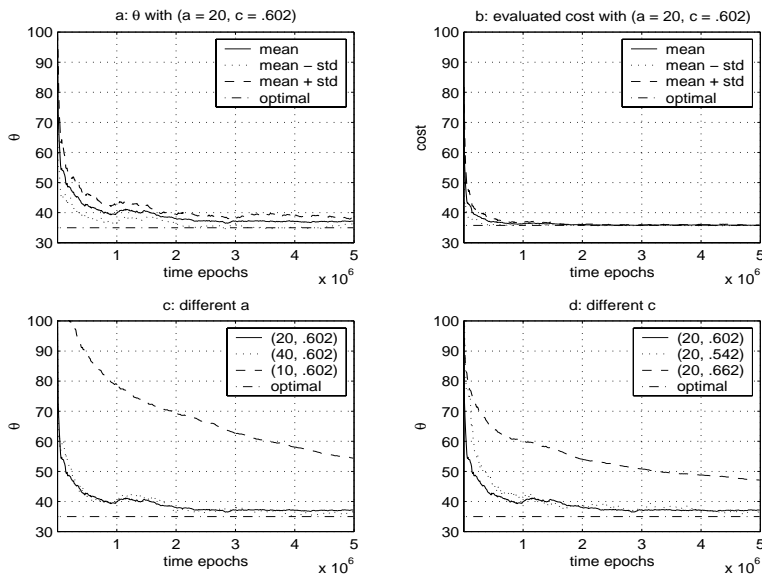 a: θ with (a = 20, c = .602)
100
90
80
70
60
50
40
30
θ
mean
mean − std
mean + std
optimal
1 2 3 4 5
time epochs
x 10^6
b: evaluated cost with (a = 20, c = .602)
100
90
80
70
60
50
40
30
cost
mean
mean − std
mean + std
optimal
1 2 3 4 5
time epochs
x 10^6
c: different a
100
90
80
70
60
50
40
30
θ
(20, .602)
(40, .602)
(10, .602)
optimal
1 2 3 4 5
time epochs
x 10^6
d: different c
100
90
80
70
60
50
40
30
θ
(20, .602)
(20, .542)
(20, .662)
optimal
1 2 3 4 5
time epochs
x 10^6